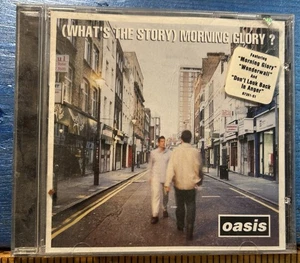 (WHAT'S THE STORY) MORNING GLORY?
Featuring
"Morning Glory"
"Wonderwall"
And
"Don't Look Back
In Anger"
oasis